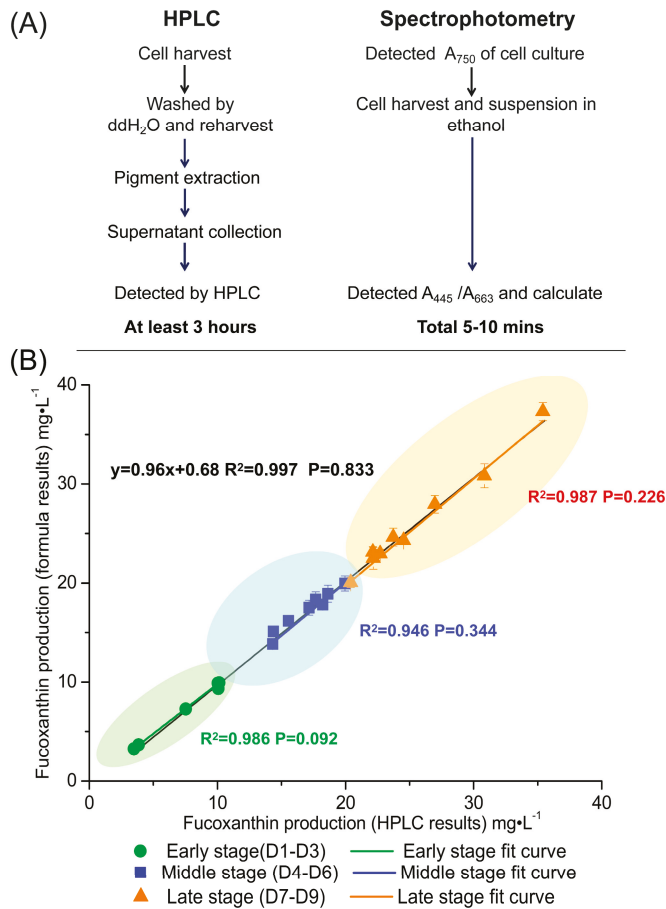 (A)
HPLC
Cell harvest
Washed by
ddH₂O and reharvest
Pigment extraction
Supernatant collection
Detected by HPLC
At least 3 hours
Spectrophotometry
Detected A₇₅₀ of cell culture
Cell harvest and suspension in
ethanol
Detected A₄₄₅ /A₆₆₃ and calculate
Total 5-10 mins
(B)
Fucoxanthin production (formula results) mg•L⁻¹
40
30
20
10
0
y=0.96x+0.68 R²=0.997 P=0.833
R²=0.987 P=0.226
R²=0.946 P=0.344
R²=0.986 P=0.092
0 10 20 30 40
Fucoxanthin production (HPLC results) mg•L⁻¹
Early stage(D1-D3) Early stage fit curve
Middle stage (D4-D6) Middle stage fit curve
Late stage (D7-D9) Late stage fit curve